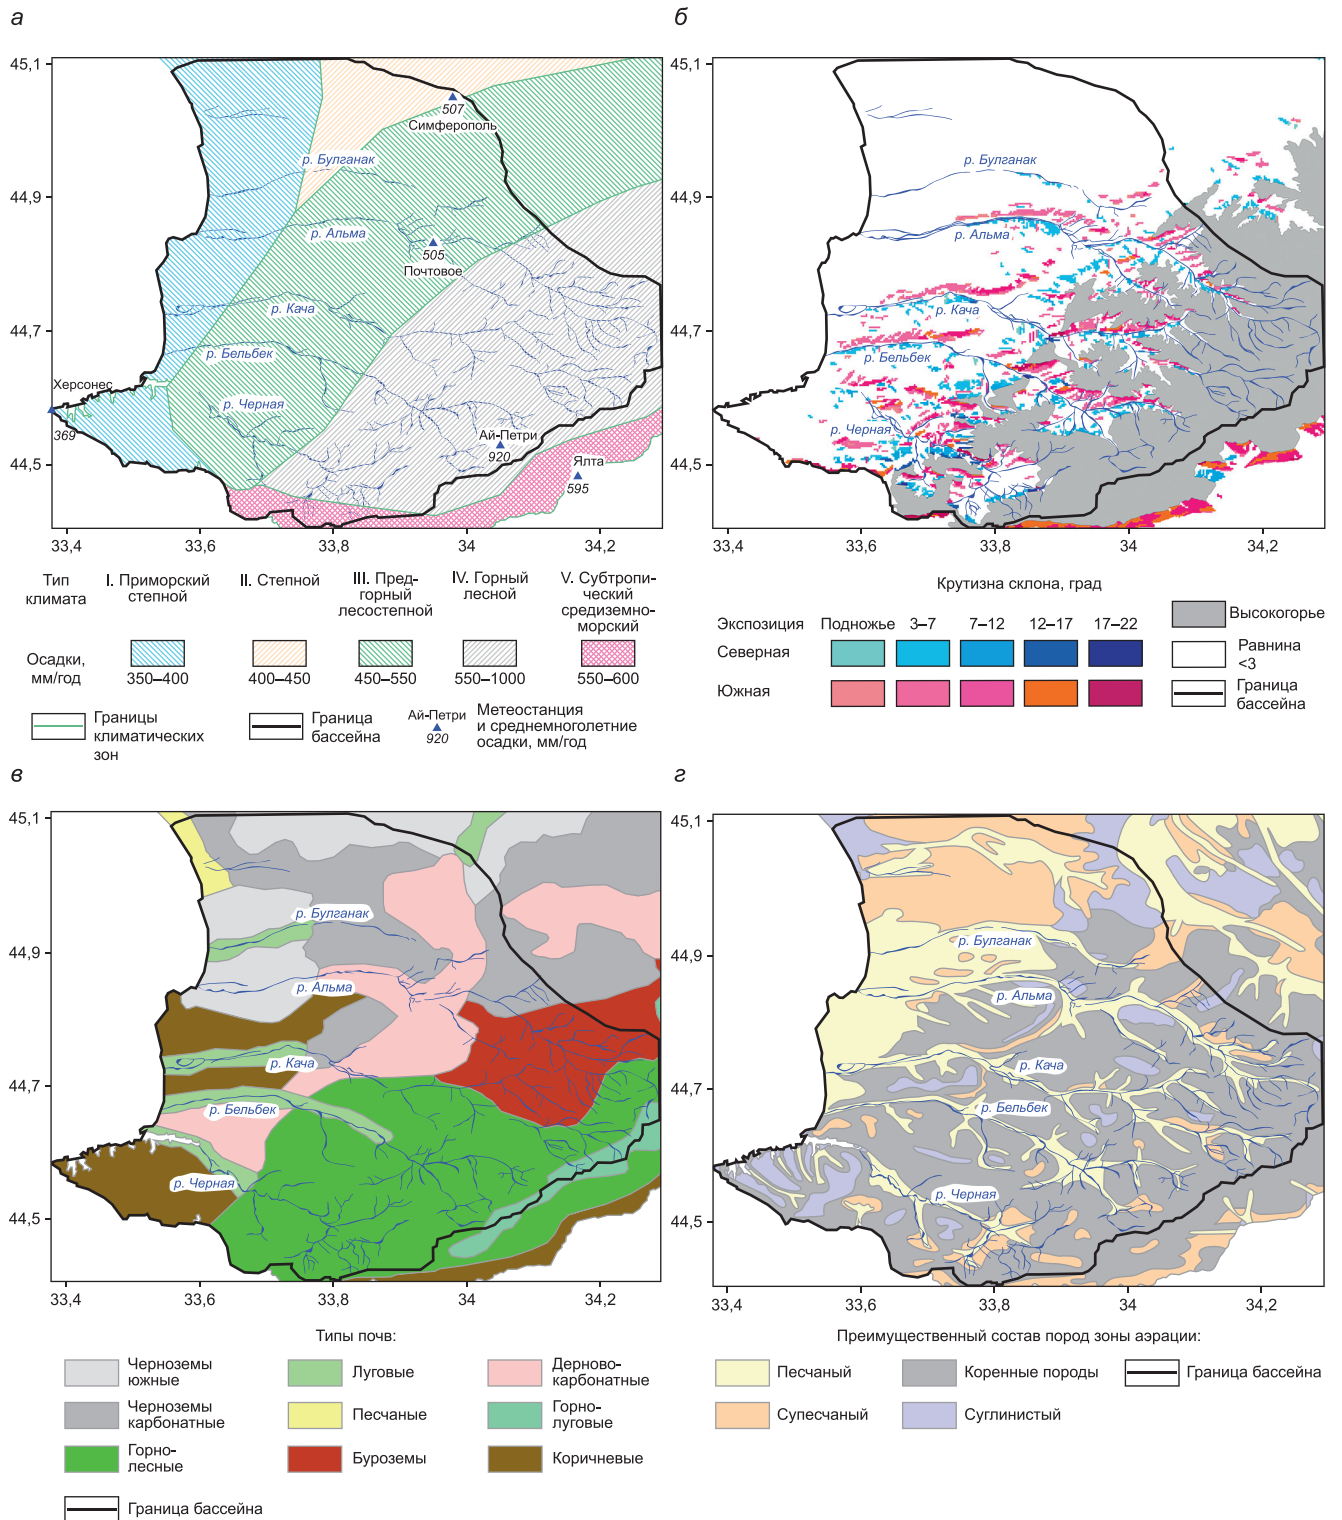 а
45,1
44,9
44,7
44,5
33,4
33,6
33,8
34
34,2
507
Симферополь
р. Булганак
р. Альма
505
Почтовое
р. Кача
р. Бельбек
Херсонес
369
р. Черная
Ай-Петри
920
Ялта
595
Тип
климата
I. Приморский
степной
II. Степной
III. Пред-
горный
лесостепной
IV. Горный
лесной
V. Субтропи-
ческий
средиземно-
морский
Осадки,
мм/год
350–400
400–450
450–550
550–1000
550–600
Границы
климатических
зон
Граница
бассейна
Ай-Петри
920
Метеостанция
и среднемноголетние
осадки, мм/год
б
45,1
44,9
44,7
44,5
33,4
33,6
33,8
34
34,2
р. Булганак
р. Альма
р. Кача
р. Бельбек
р. Черная
Крутизна склона, град
Экспозиция
Подножье
3–7
7–12
12–17
17–22
Северная
Южная
Высокогорье
Равнина
<3
Граница
бассейна
в
45,1
44,9
44,7
44,5
33,4
33,6
33,8
34
34,2
р. Булганак
р. Альма
р. Кача
р. Бельбек
р. Черная
Типы почв:
Черноземы
южные
Луговые
Дерново-
карбонатные
Черноземы
карбонатные
Песчаные
Горно-
луговые
Горно-
лесные
Буроземы
Коричневые
Граница бассейна
г
45,1
44,9
44,7
44,5
33,4
33,6
33,8
34
34,2
р. Булганак
р. Альма
р. Кача
р. Бельбек
р. Черная
Преимущественный состав пород зоны аэрации:
Песчаный
Коренные породы
Граница бассейна
Супесчаный
Суглинистый